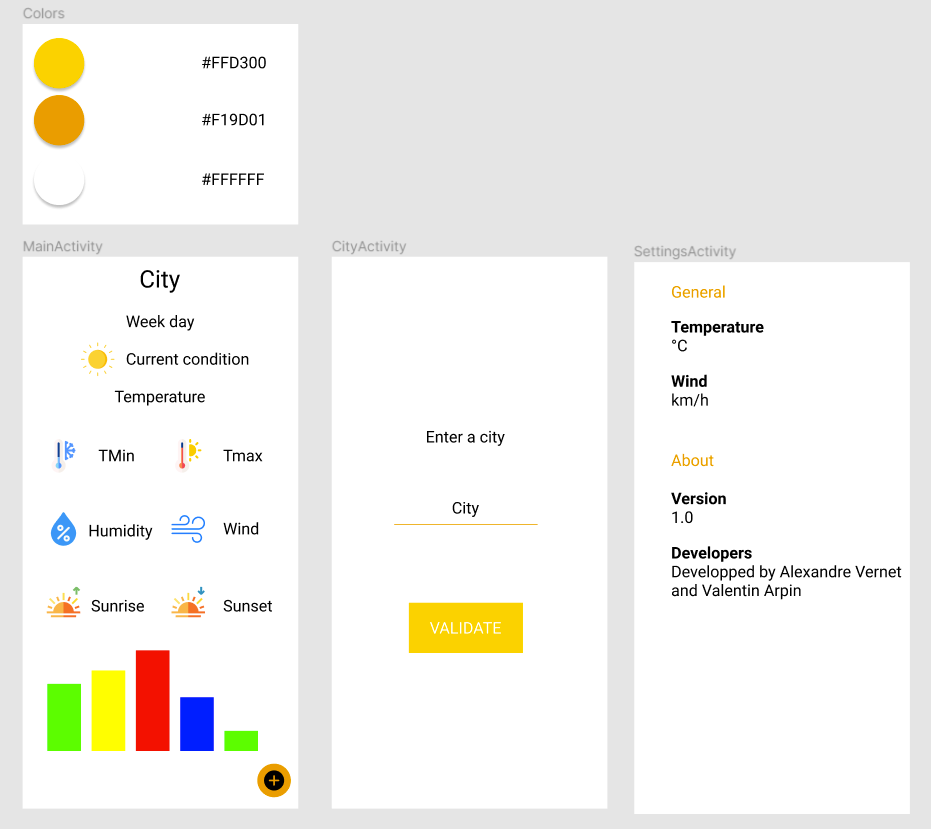 Colors
#FFD300
#F19D01
#FFFFFF
MainActivity
City
Week day
Current condition
Temperature
TMin
Tmax
Humidity
Wind
Sunrise
Sunset
CityActivity
Enter a city
City
VALIDATE
SettingsActivity
General
Temperature
°C
Wind
km/h
About
Version
1.0
Developers
Developped by Alexandre Vernet
and Valentin Arpin